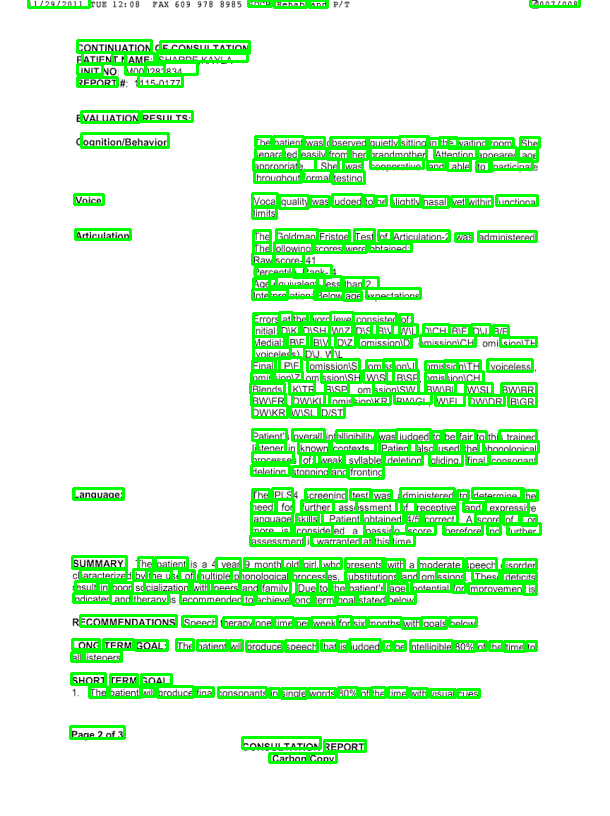 1/29/2011 TUE 12:08 FAX 609 978 8985 Behav and P/T 007/008
CONTINUATION OF CONSULTATION
PATIENT NAME: SHARPE KAYLA
UNIT NO:
REPORT #: 1115-0177
EVALUATION RESULTS:
Cognition/Behavior
The patient was observed quietly sitting in the waiting room. She
separated easily from her grandmother. Attention appeared age
appropriate. She was cooperative and able to participate
throughout formal testing
Voice
Vocal quality was judged to be slightly nasal yet within functional
limits
Articulation
The Goldman Fristoe Test of Articulation-2 was administered.
The following scores were obtained:
Raw score- 41
Percentile Rank- 4
Age equivalent less than 2
Interpretation: Below age expectations
Errors at the word level consisted of:
Initial: D\K D\SH W\Z D\S B\V W\L D\CH B\F D\J B/P
Medial: B\F B\V D\Z omission\D omission\CH omission\TH
voiceless\ D\J W\L
Final P\F omission\S omission\J omission\TH voiceless,
omission\Z omission\SH W\S B\SP omission\CH
Blends K\TR B\SP omission\SW BW\BL W\SL BW\BR
BW\FR DW\KL omission\KR BW\GL W\FL DW\DR B\GR
DW\KR W\SL D/ST
Patient's overall intelligibility was judged to be fair to this trained
listener in known contexts. Patient also used the phonological
processes of weak syllable deletion gliding final consonant
deletion stopping and fronting
Language:
The PLS4 screening test was administered to determine the
need for further assessment of receptive and expressive
language skills. Patient obtained 4/5 correct. A score of or
more is considered a passing score therefore no further
assessment is warranted at this time.
SUMMARY: The patient is a 4 year 9 month old girl who presents with a moderate speech disorder
characterized by the use of multiple phonological processes, substitutions and omissions. These deficits
result in poor socialization with peers and family. Due to the patient's age potential for improvement is
indicated and therapy is recommended to achieve long term goal stated below
RECOMMENDATIONS Speech therapy one time per week for six months with goals below
LONG TERM GOAL: The patient will produce speech that is judged to be intelligible 80% of the time to
all listeners
SHORT TERM GOAL
1. The patient will produce final consonants in single words 80% of the time with visual cues
Page 2 of 3
CONSULTATION REPORT
Carbon Copy